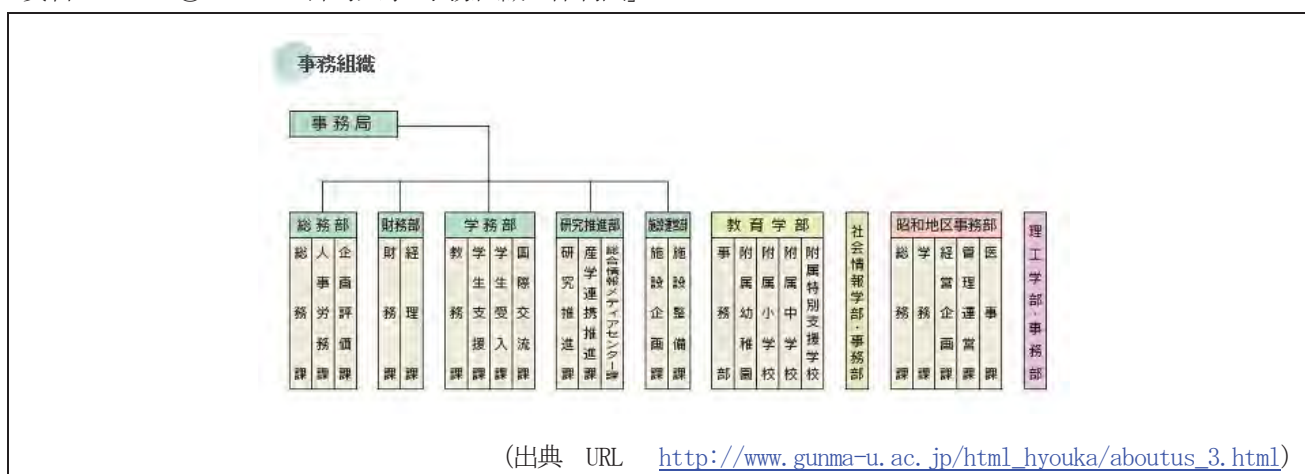 事務組織
事務局
総務部
総務課
人事労務課
企画評価課
財務部
財務課
経理課
学務部
教務課
学生支援課
学生受入課
国際交流課
研究推進部
研究推進課
産学連携推進課
総合情報メディアセンター課
施設運営部
施設企画課
施設整備課
教育学部
事務部
附属幼稚園
附属小学校
附属中学校
附属特別支援学校
社会情報学部・事務部
昭和地区事務部
総務課
学務課
経営企画課
管理運営課
医事課
理工学部・事務部
(出典 URL http://www.gunma-u.ac.jp/html_hyouka/aboutus_3.html)